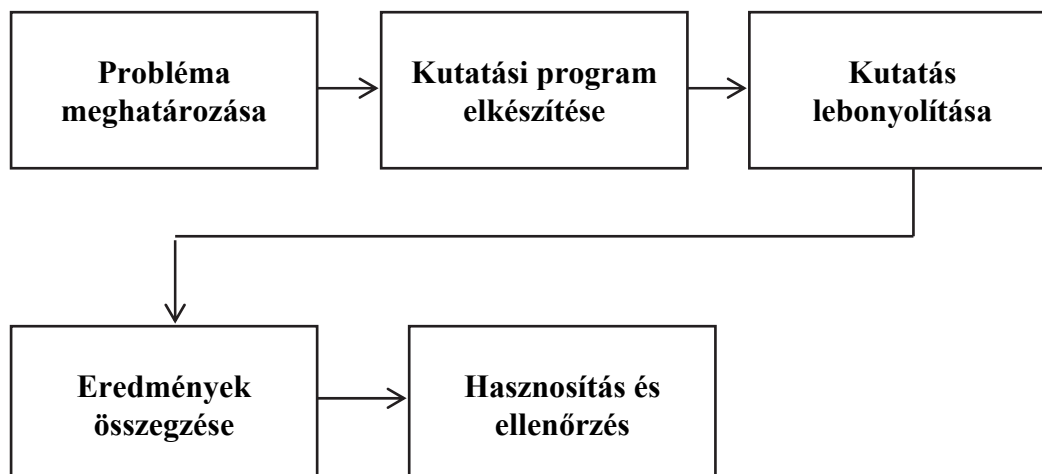 Probléma
meghatározása
Kutatási program
elkészítése
Kutatás
lebonyolítása
Eredmények
összegzése
Hasznosítás és
ellenőrzés